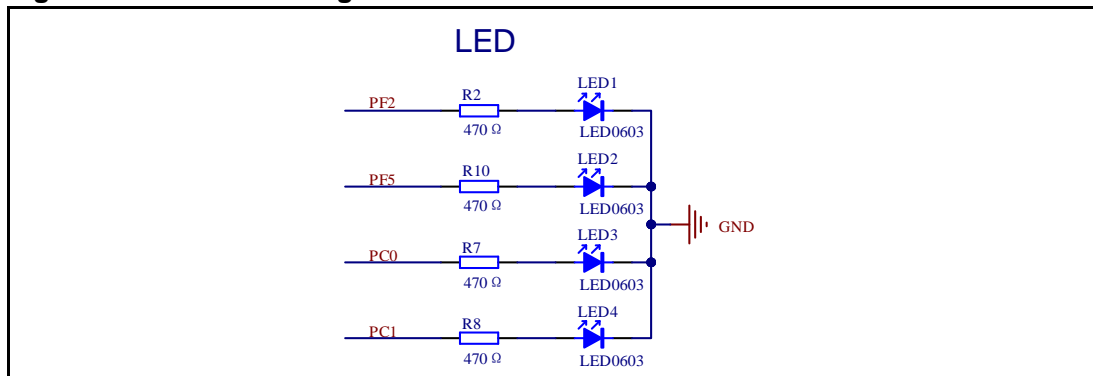 LED
LED1
PF2
R2
470 Ω
LED0603
LED2
PF5
R10
470 Ω
LED0603
LED3
PC0
R7
470 Ω
LED0603
GND
LED4
PC1
R8
470 Ω
LED0603